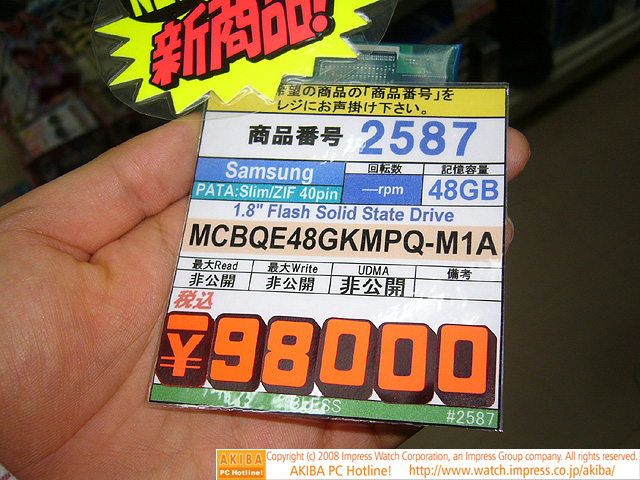 NE
新商品!
希望の商品の「商品番号」を
レジにお声掛け下さい。
商品番号 2587
Samsung 回転数 記憶容量
PATA:Slim/ZIF 40pin ―rpm 48GB
1.8" Flash Solid State Drive
MCBQE48GKMPQ-M1A
最大Read 最大Write UDMA 備考
非公開 非公開 非公開
税込
¥98000
#2587
AKIBA PC Hotline! Copyright (c) 2008 Impress Watch Corporation, an Impress Group company. All rights reserved.
AKIBA PC Hotline! http://www.watch.impress.co.jp/akiba/